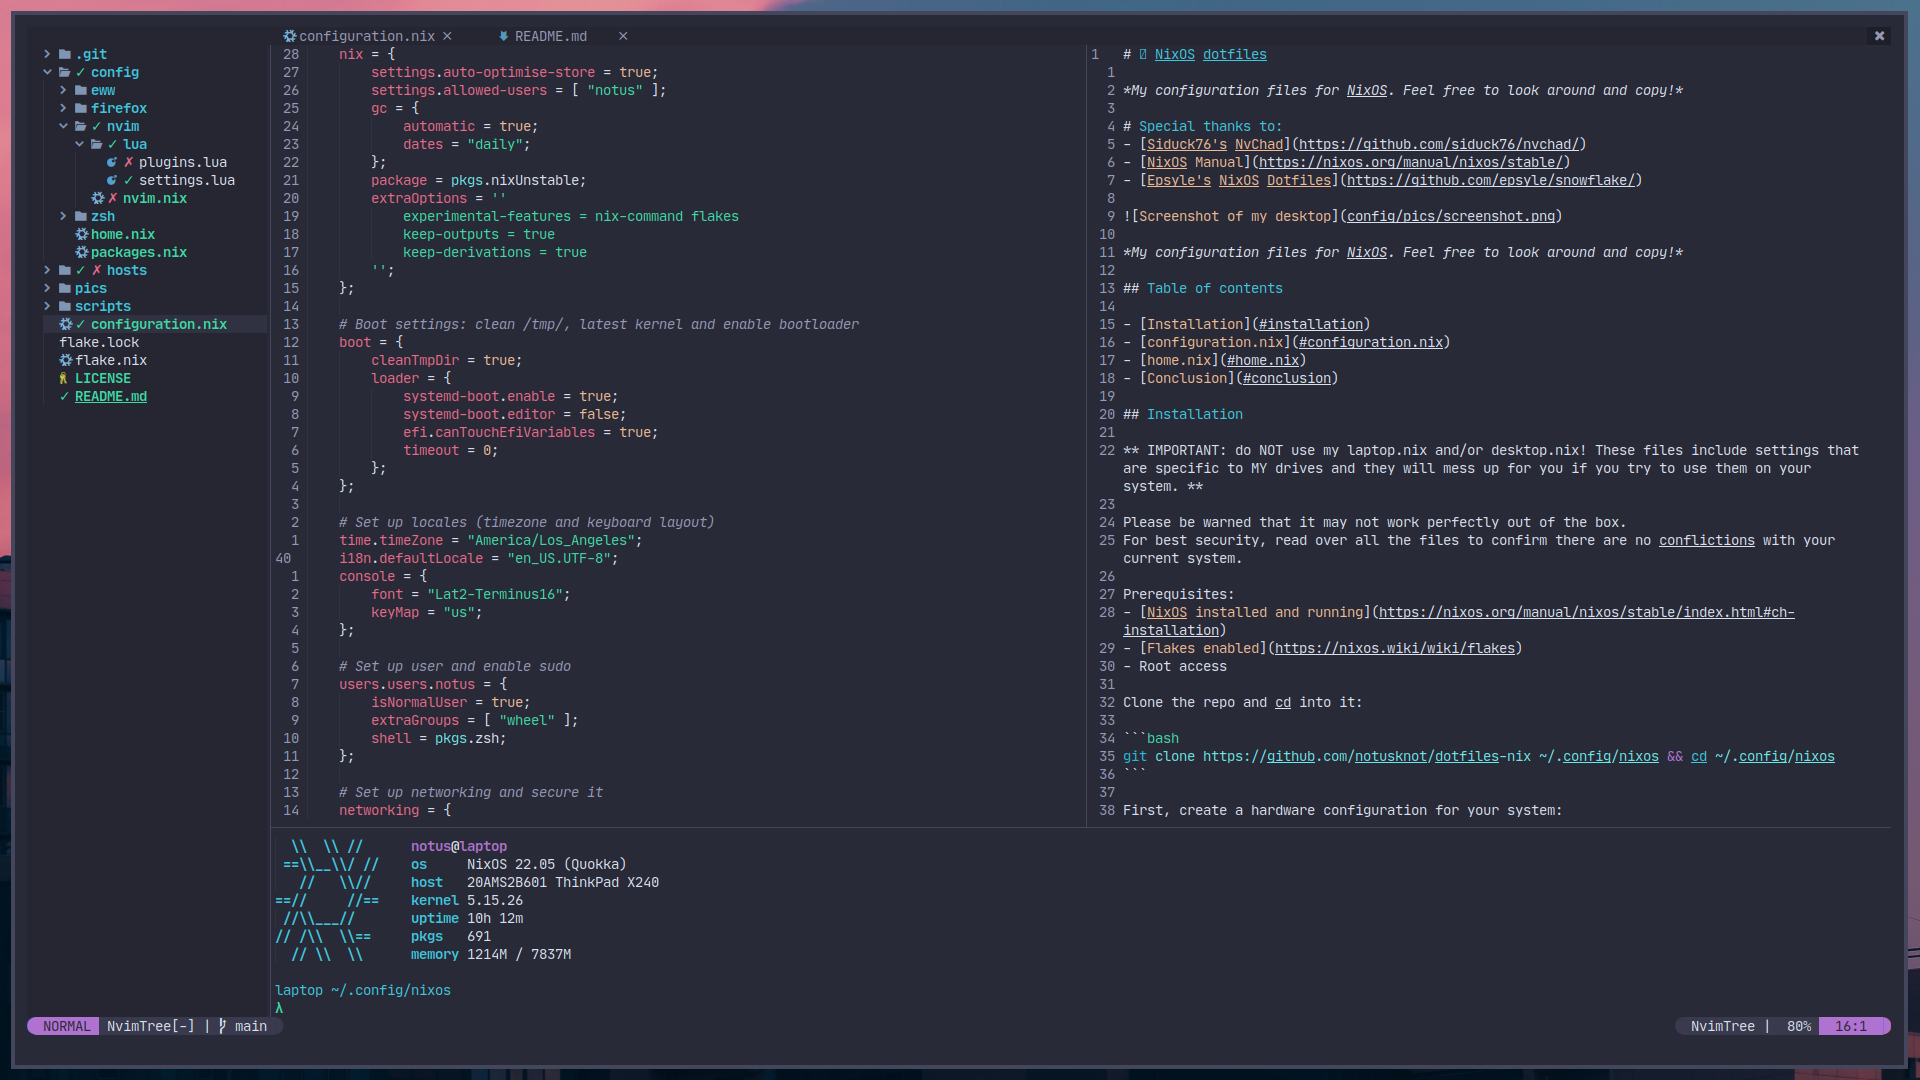 configuration.nix ×
README.md ×
✖
> .git
✓ config
> eww
> firefox
✓ nvim
✓ lua
✗ plugins.lua
✓ settings.lua
✗ nvim.nix
> zsh
home.nix
packages.nix
> ✓ ✗ hosts
> pics
> scripts
✓ configuration.nix
flake.lock
flake.nix
LICENSE
✓ README.md
28 nix = {
27 settings.auto-optimise-store = true;
26 settings.allowed-users = [ "notus" ];
25 gc = {
24 automatic = true;
23 dates = "daily";
22 };
21 package = pkgs.nixUnstable;
20 extraOptions = ''
19 experimental-features = nix-command flakes
18 keep-outputs = true
17 keep-derivations = true
16 '';
15 };
14
13 # Boot settings: clean /tmp/, latest kernel and enable bootloader
12 boot = {
11 cleanTmpDir = true;
10 loader = {
9 systemd-boot.enable = true;
8 systemd-boot.editor = false;
7 efi.canTouchEfiVariables = true;
6 timeout = 0;
5 };
4 };
3
2 # Set up locales (timezone and keyboard layout)
1 time.timeZone = "America/Los_Angeles";
40 i18n.defaultLocale = "en_US.UTF-8";
1 console = {
2 font = "Lat2-Terminus16";
3 keyMap = "us";
4 };
5
6 # Set up user and enable sudo
7 users.users.notus = {
8 isNormalUser = true;
9 extraGroups = [ "wheel" ];
10 shell = pkgs.zsh;
11 };
12
13 # Set up networking and secure it
14 networking = {
1 # NixOS dotfiles
1
2 *My configuration files for NixOS. Feel free to look around and copy!*
3
4 # Special thanks to:
5 - [Siduck76's NvChad](https://github.com/siduck76/nvchad/)
6 - [NixOS Manual](https://nixos.org/manual/nixos/stable/)
7 - [Epsyle's NixOS Dotfiles](https://github.com/epsyle/snowflake/)
8
9 ![Screenshot of my desktop](config/pics/screenshot.png)
10
11 *My configuration files for NixOS. Feel free to look around and copy!*
12
13 ## Table of contents
14
15 - [Installation](#installation)
16 - [configuration.nix](#configuration.nix)
17 - [home.nix](#home.nix)
18 - [Conclusion](#conclusion)
19
20 ## Installation
21
22 ** IMPORTANT: do NOT use my laptop.nix and/or desktop.nix! These files include settings that
are specific to MY drives and they will mess up for you if you try to use them on your
system. **
23
24 Please be warned that it may not work perfectly out of the box.
25 For best security, read over all the files to confirm there are no conflictions with your
current system.
26
27 Prerequisites:
28 - [NixOS installed and running](https://nixos.org/manual/nixos/stable/index.html#ch-
installation)
29 - [Flakes enabled](https://nixos.wiki/wiki/flakes)
30 - Root access
31
32 Clone the repo and cd into it:
33
34 ```bash
35 git clone https://github.com/notusknot/dotfiles-nix ~/.config/nixos && cd ~/.config/nixos
36 ```
37
38 First, create a hardware configuration for your system:
notus@laptop
os NixOS 22.05 (Quokka)
host 20AMS2B601 ThinkPad X240
kernel 5.15.26
uptime 10h 12m
pkgs 691
memory 1214M / 7837M
laptop ~/.config/nixos
λ
NORMAL NvimTree[-] | main
NvimTree | 80% 16:1